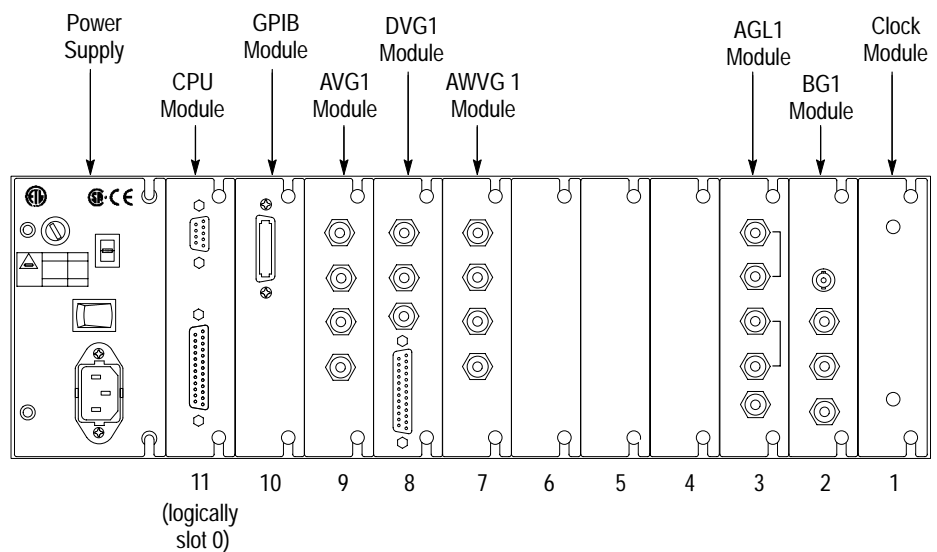 Power
Supply
CPU
Module
GPIB
Module
AVG1
Module
DVG1
Module
AWVG 1
Module
AGL1
Module
BG1
Module
Clock
Module
CE
11 10 9 8 7 6 5 4 3 2 1
(logically
slot 0)